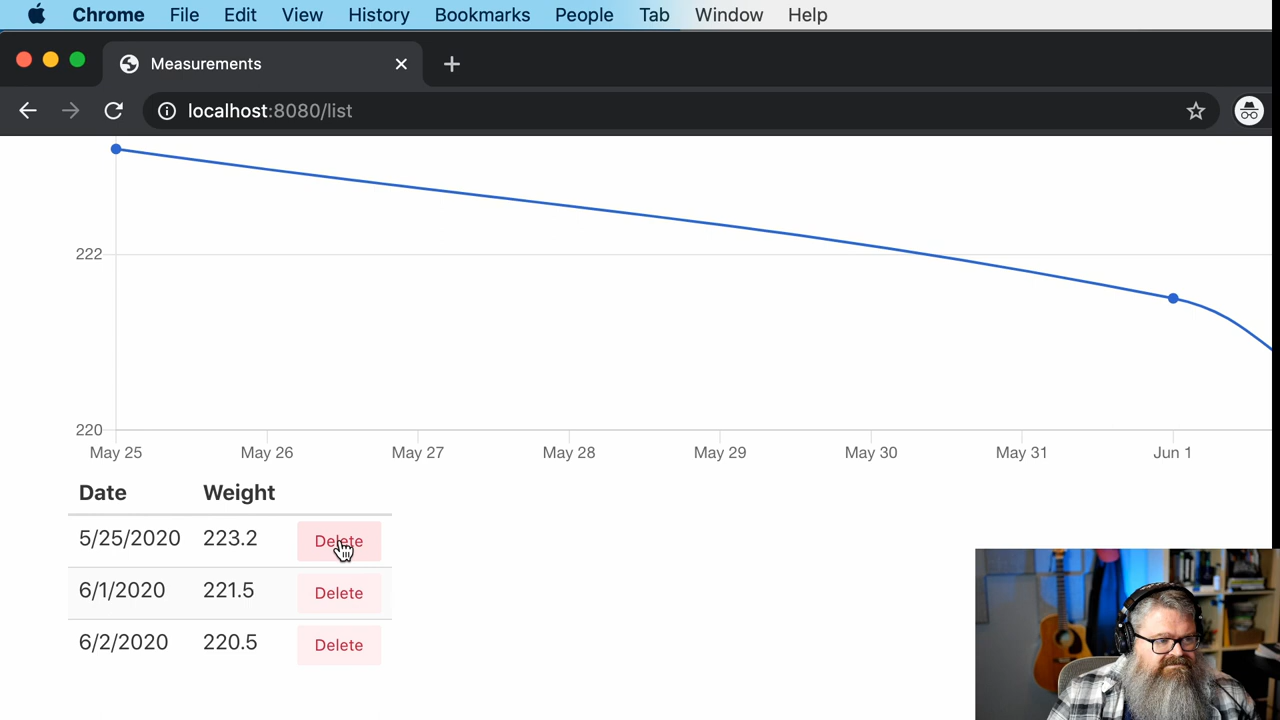 Chrome File Edit View History Bookmarks People Tab Window Help
Measurements
localhost:8080/list
222
220
May 25 May 26 May 27 May 28 May 29 May 30 May 31 Jun 1
Date Weight
5/25/2020 223.2 Delete
6/1/2020 221.5 Delete
6/2/2020 220.5 Delete